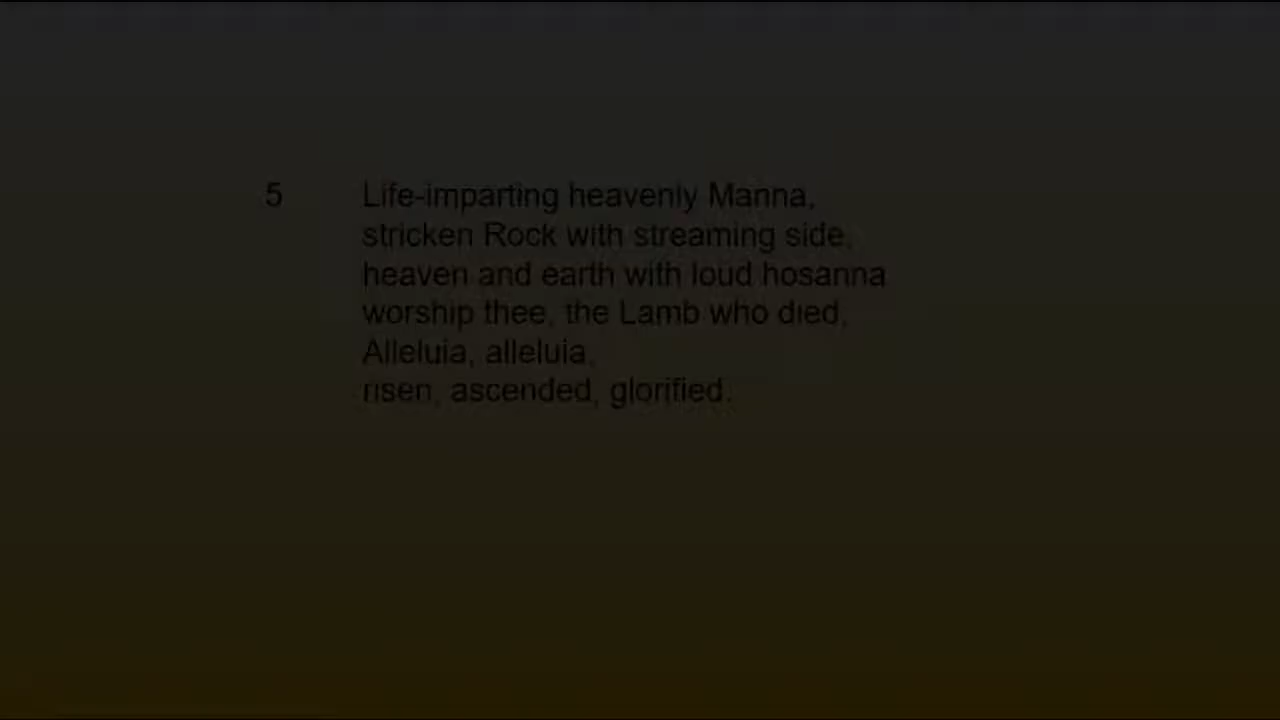 5 Life-imparting heavenly Manna,
stricken Rock with streaming side,
heaven and earth with loud hosanna
worship thee, the Lamb who died,
Alleluia, alleluia,
risen, ascended, glorified.